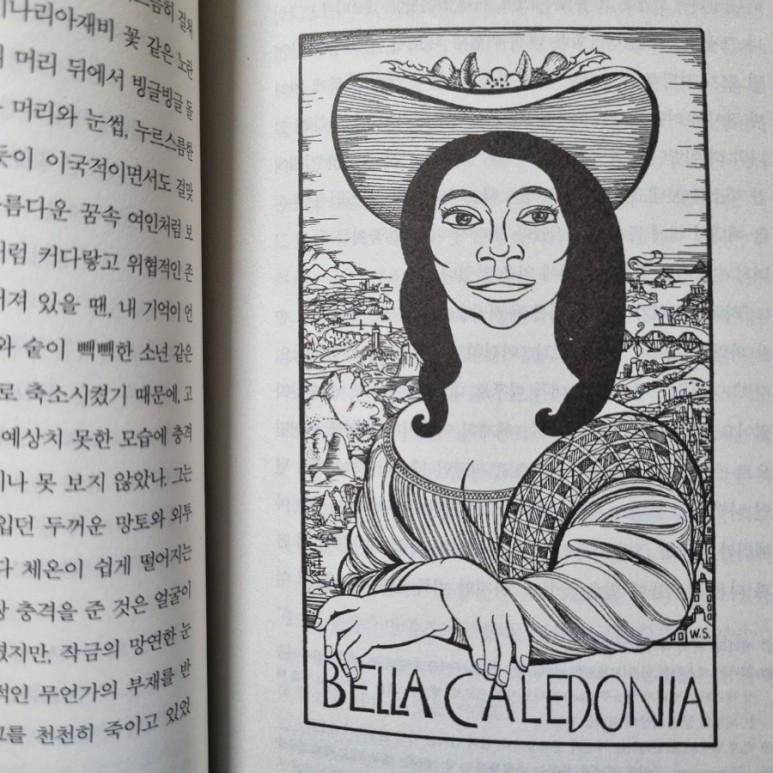 걸쳐
나리아재비 꽃 같은 노란
머리 뒤에서 빙글빙글 돌
머리와 눈썹, 누르스름한
듯이 이국적이면서도 걸맞
름다운 꿈속 여인처럼 보
처럼 커다랗고 위협적인 존
져 있을 땐, 내 기억이 언
와 숱이 빽빽한 소년 같은
로 축소시켰기 때문에, 고
예상치 못한 모습에 충격
나 못 보지 않았나. 그는
입던 두꺼운 망토와 외투
다 체온이 쉽게 떨어지는
상 충격을 준 것은 얼굴이
졌지만, 작금의 망연한 눈
적인 무언가의 부재를 반
를 천천히 죽이고 있었
W.S.
BELLA CALEDONIA